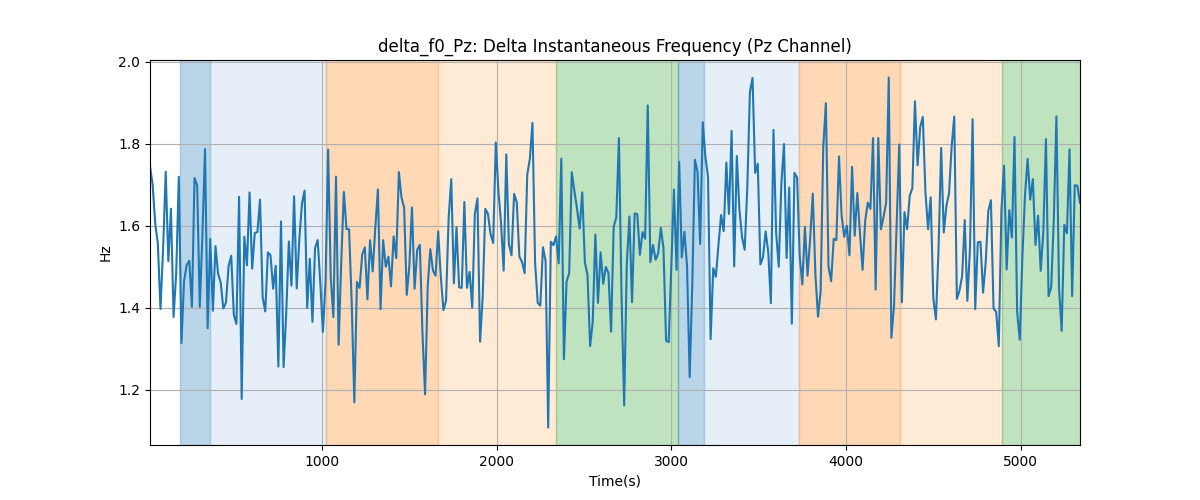 delta_f0_Pz: Delta Instantaneous Frequency (Pz Channel)
2.0
1.8
1.6
1.4
1.2
Hz
1000 2000 3000 4000 5000
Time(s)